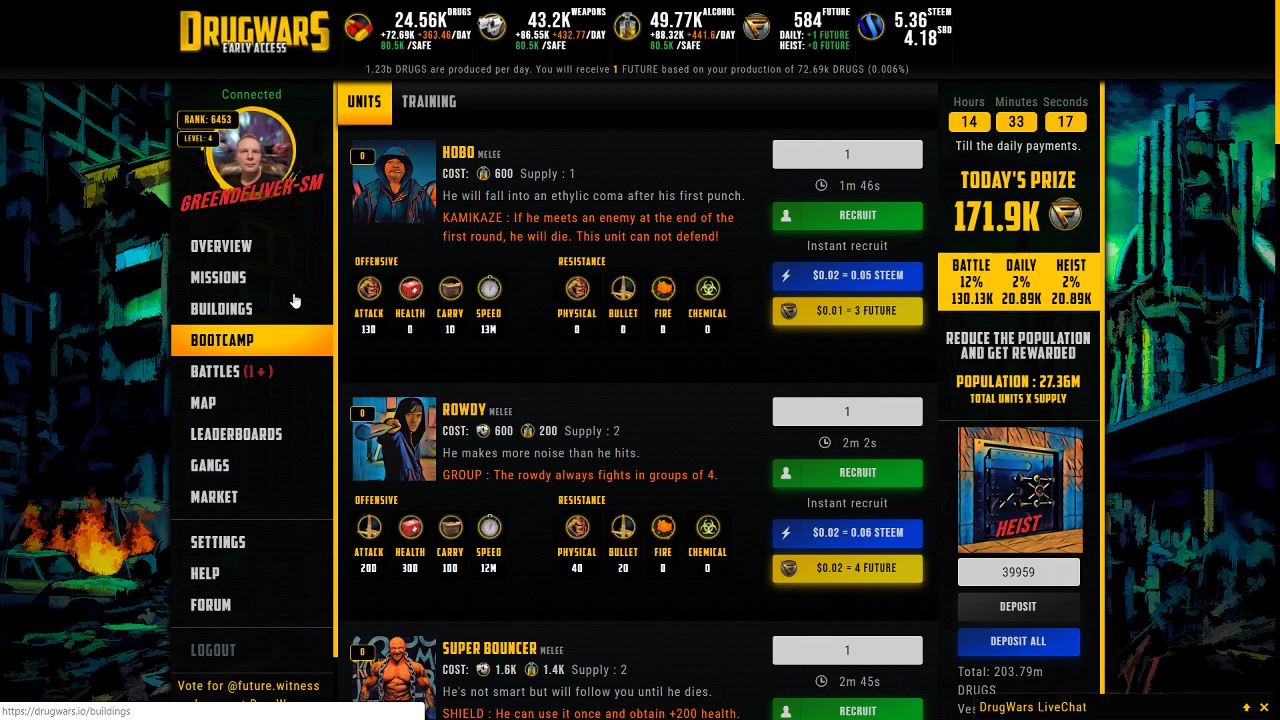 DRUGWARS
EARLY ACCESS
24.56K DRUGS
+72.69K +363.46/DAY
80.5K /SAFE
43.2K WEAPONS
+86.55K +432.77/DAY
80.5K /SAFE
49.77K ALCOHOL
+88.32K +441.6/DAY
80.5K /SAFE
584 FUTURE
DAILY: +1 FUTURE
HEIST: +0 FUTURE
5.36 STEEM
4.18 SBD
1.23b DRUGS are produced per day. You will receive 1 FUTURE based on your production of 72.69k DRUGS (0.006%)
Connected
RANK: 6453
LEVEL: 4
GREENDELIVER-SM
OVERVIEW
MISSIONS
BUILDINGS
BOOTCAMP
BATTLES (1 + )
MAP
LEADERBOARDS
GANGS
MARKET
SETTINGS
HELP
FORUM
LOGOUT
Vote for @future.witness
https://drugwars.io/buildings
UNITS TRAINING
0
HOBO MELEE
COST: 600 Supply : 1
He will fall into an ethylic coma after his first punch.
KAMIKAZE : If he meets an enemy at the end of the
first round, he will die. This unit can not defend!
OFFENSIVE RESISTANCE
ATTACK HEALTH CARRY SPEED PHYSICAL BULLET FIRE CHEMICAL
130 0 10 13M 0 0 0 0
1
1m 46s
RECRUIT
Instant recruit
$0.02 = 0.05 STEEM
$0.01 = 3 FUTURE
0
ROWDY MELEE
COST: 600 200 Supply : 2
He makes more noise than he hits.
GROUP : The rowdy always fights in groups of 4.
OFFENSIVE RESISTANCE
ATTACK HEALTH CARRY SPEED PHYSICAL BULLET FIRE CHEMICAL
200 300 100 12M 40 20 0 0
1
2m 2s
RECRUIT
Instant recruit
$0.02 = 0.06 STEEM
$0.02 = 4 FUTURE
0
SUPER BOUNCER MELEE
COST: 1.6K 1.4K Supply : 2
He's not smart but will follow you until he dies.
SHIELD : He can use it once and obtain +200 health.
1
2m 45s
RECRUIT
Hours Minutes Seconds
14 33 17
Till the daily payments.
TODAY'S PRIZE
171.9K
BATTLE DAILY HEIST
12% 2% 2%
130.13K 20.89K 20.89K
REDUCE THE POPULATION
AND GET REWARDED
POPULATION : 27.36M
TOTAL UNITS X SUPPLY
HEIST
39959
DEPOSIT
DEPOSIT ALL
Total: 203.79m
DRUGS
DrugWars LiveChat